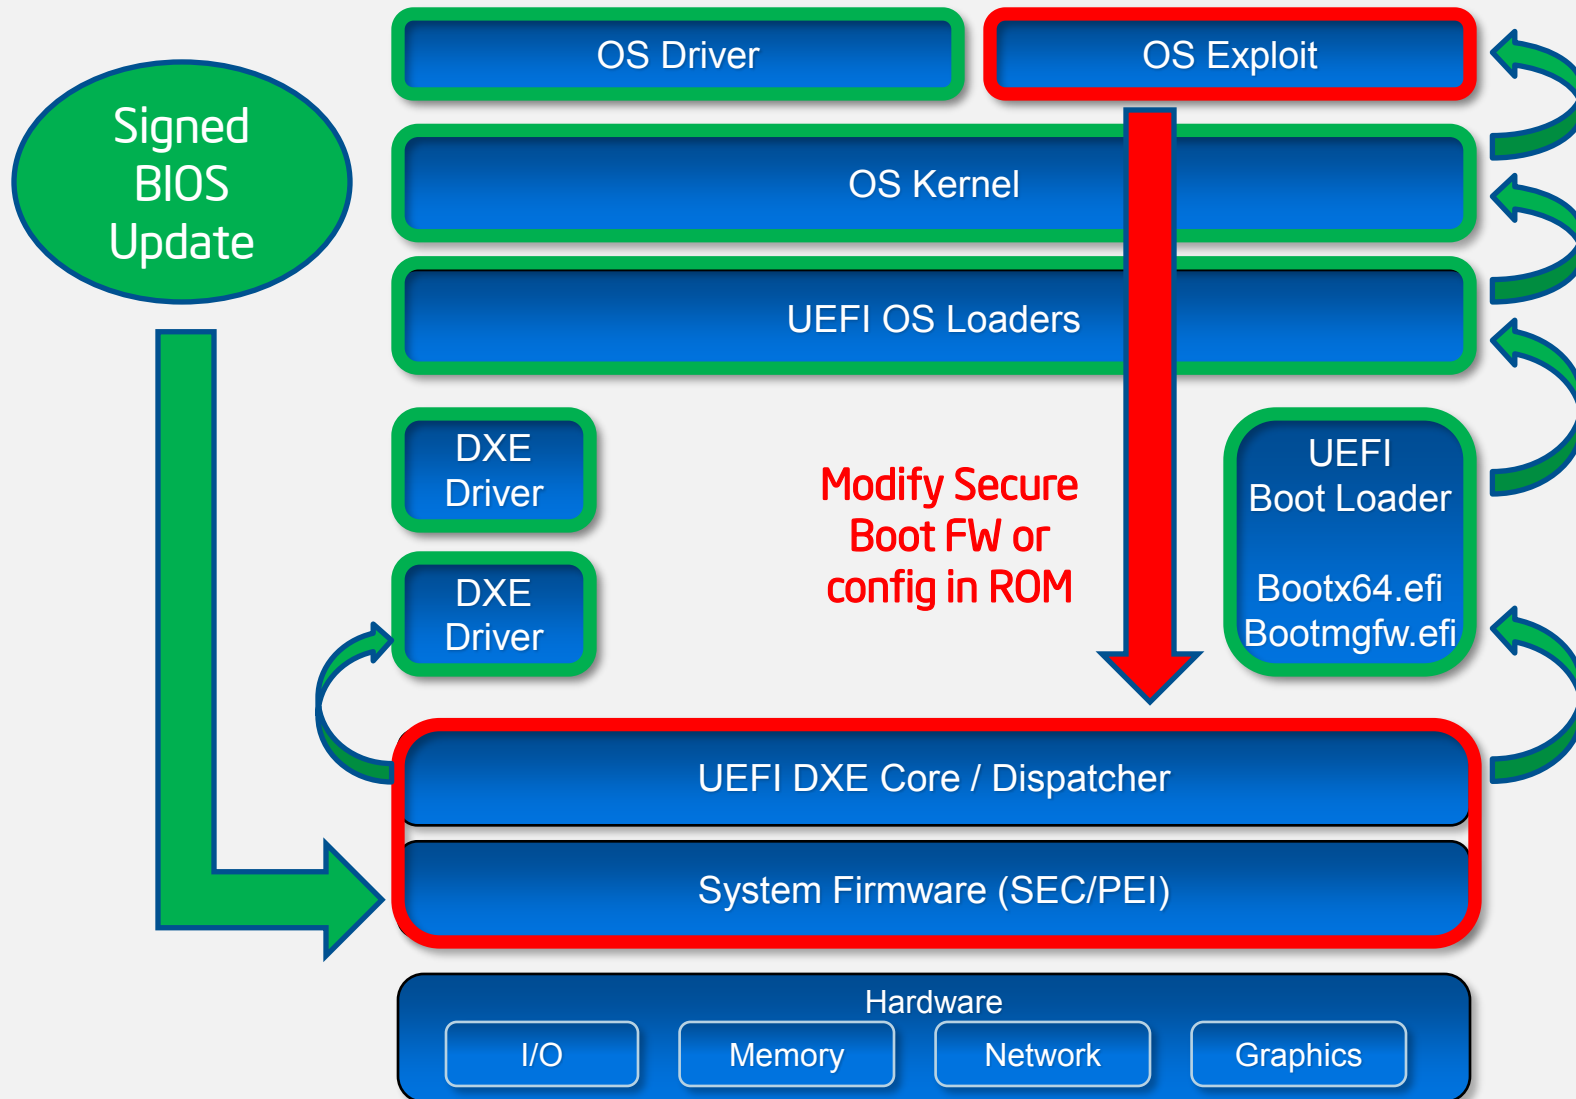 OS Driver
OS Exploit
Signed
BIOS
Update
OS Kernel
UEFI OS Loaders
DXE
Driver
Modify Secure
Boot FW or
config in ROM
UEFI
Boot Loader
Bootx64.efi
Bootmgfw.efi
DXE
Driver
UEFI DXE Core / Dispatcher
System Firmware (SEC/PEI)
Hardware
I/O
Memory
Network
Graphics